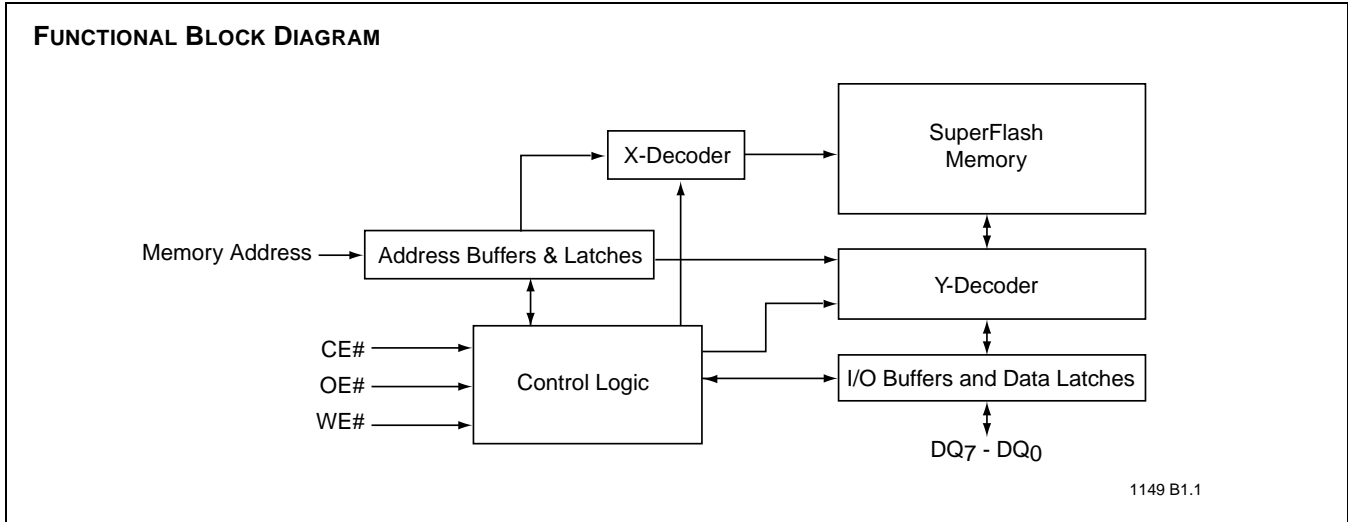 FUNCTIONAL BLOCK DIAGRAM
SuperFlash
Memory
X-Decoder
Memory Address
Address Buffers & Latches
Y-Decoder
CE#
OE#
WE#
Control Logic
I/O Buffers and Data Latches
DQ7 - DQ0
1149 B1.1